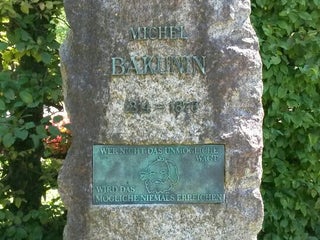 MICHEL
BAKUNIN
1814 – 1876
WER NICHT DAS UNMÖGLICHE
WAGT
WIRD DAS
MÖGLICHE NIEMALS ERREICHEN